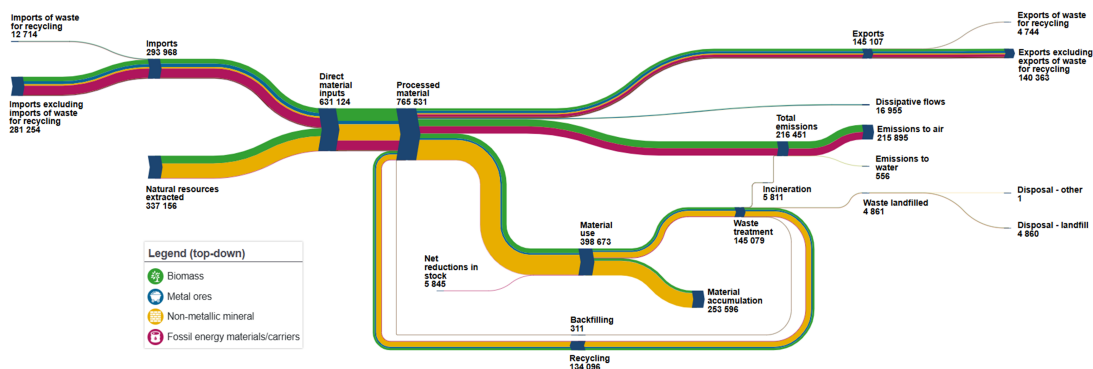 Imports of waste
for recycling
12 714
Imports
293 968
Imports excluding
imports of waste
for recycling
281 254
Natural resources
extracted
337 156
Direct
material
inputs
631 124
Processed
material
765 531
Exports
145 107
Exports of waste
for recycling
4 744
Exports excluding
exports of waste
for recycling
140 363
Dissipative flows
16 955
Total
emissions
216 451
Emissions to air
215 895
Emissions to
water
556
Incineration
5 811
Waste landfilled
4 861
Disposal - other
1
Disposal - landfill
4 860
Waste
treatment
145 079
Material
use
398 673
Net
reductions in
stock
5 845
Material
accumulation
253 596
Backfilling
311
Recycling
134 096
Legend (top-down)
Biomass
Metal ores
Non-metallic mineral
Fossil energy materials/carriers